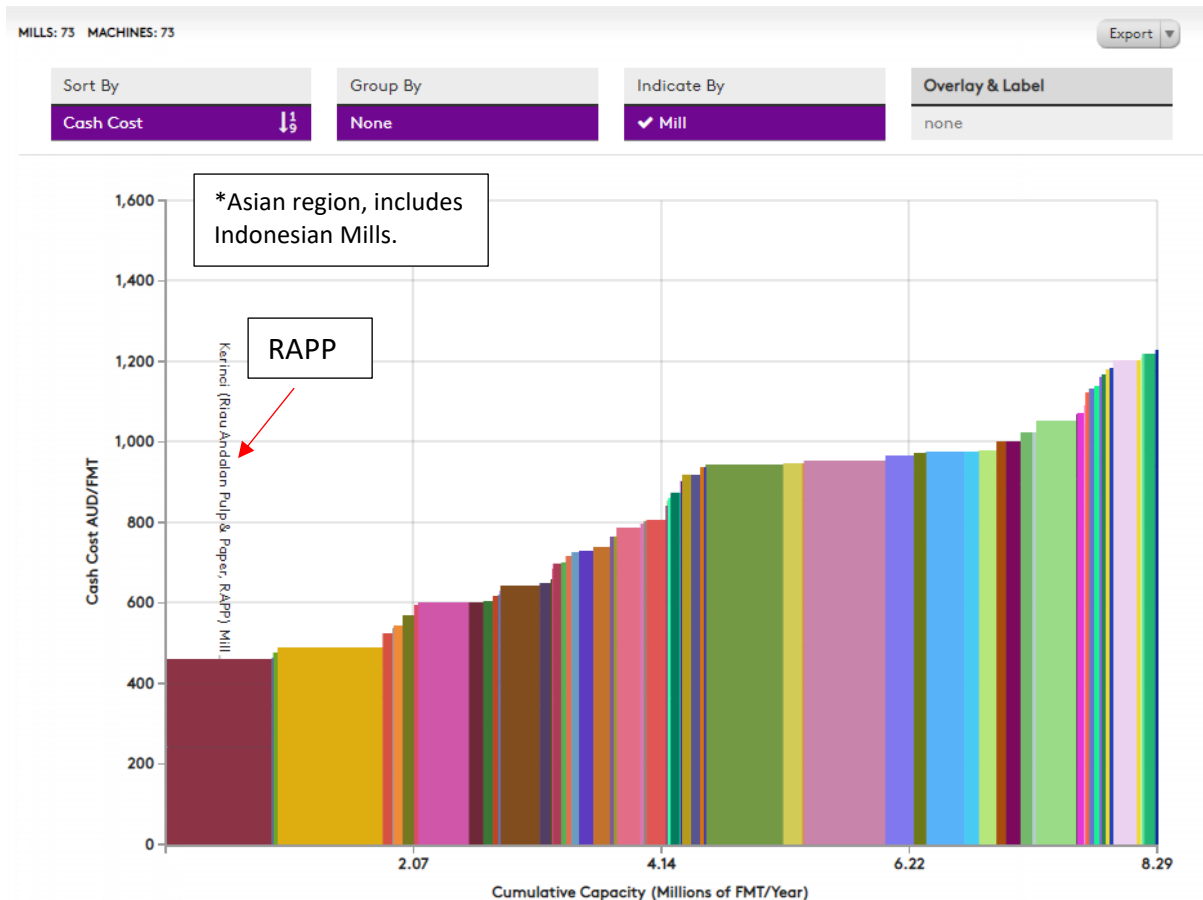 MILLS: 73 MACHINES: 73
Export
Sort By
Group By
Indicate By
Overlay & Label
Cash Cost
1
9
None
✔ Mill
none
*Asian region, includes
Indonesian Mills.
RAPP
Kerinci (Riau Andalan Pulp & Paper, RAPP) Mill
Cash Cost AUD/FMT
1,600
1,400
1,200
1,000
800
600
400
200
0
2.07
4.14
6.22
8.29
Cumulative Capacity (Millions of FMT/Year)